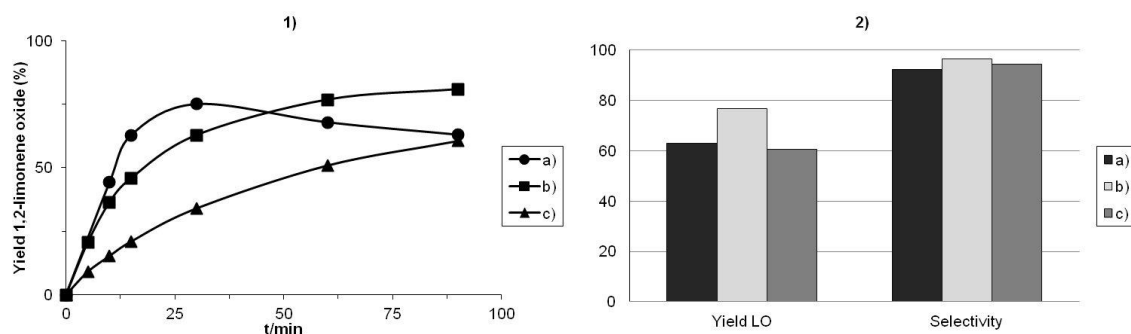 1)
Yield 1,2-limonene oxide (%)
100
50
0
0
25
50
75
100
t/min
a)
b)
c)
2)
100
80
60
40
20
0
Yield LO
Selectivity
a)
b)
c)